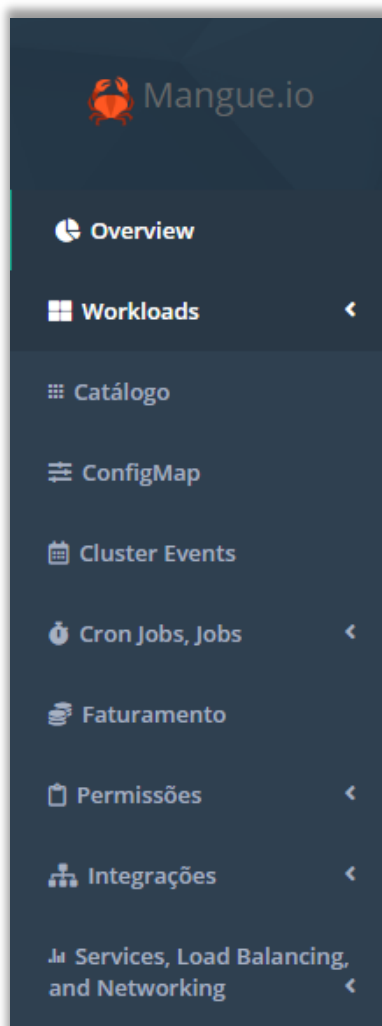 Mangue.io
Overview
Workloads
Catálogo
ConfigMap
Cluster Events
Cron Jobs, Jobs
Faturamento
Permissões
Integrações
Services, Load Balancing,
and Networking